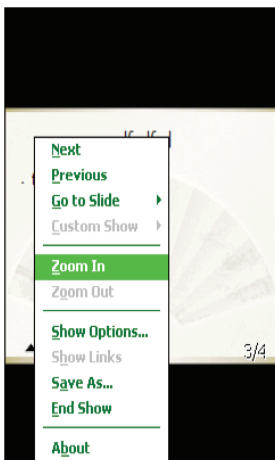 Next
Previous
Go to Slide
Custom Show
Zoom In
Zoom Out
Show Options...
Show Links
Save As...
End Show
About
3/4